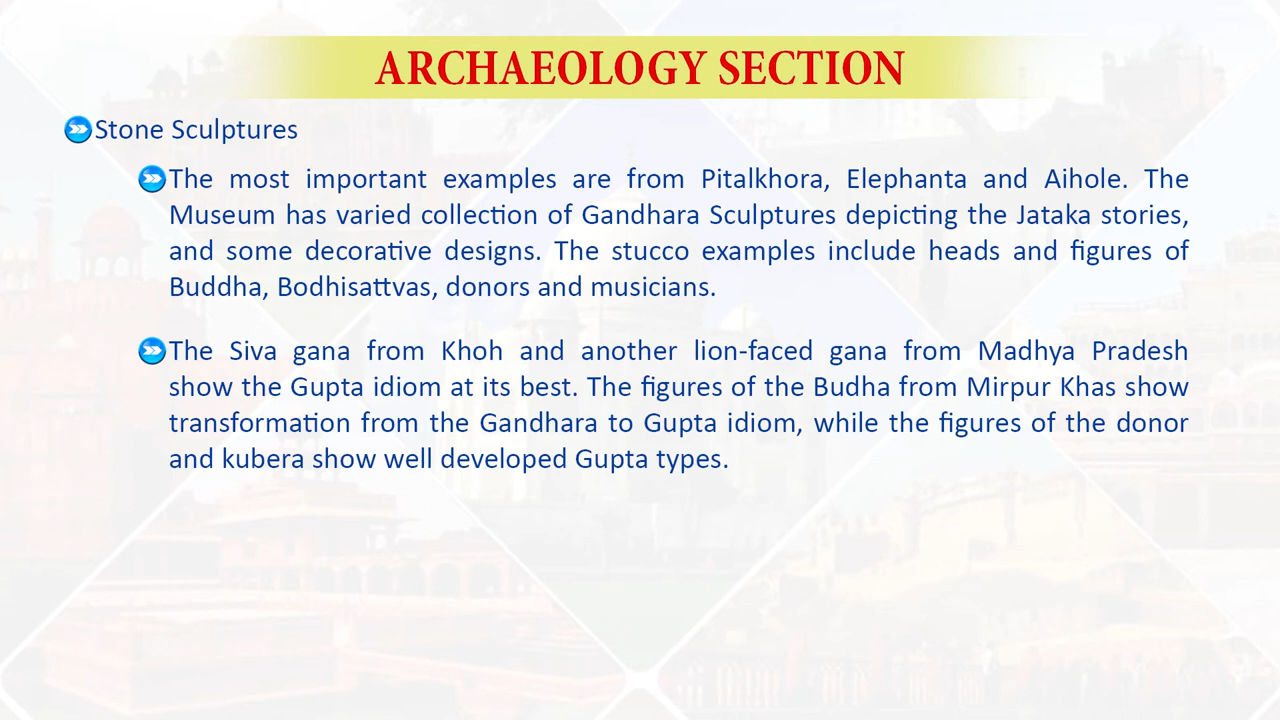 ARCHAEOLOGY SECTION
Stone Sculptures
The most important examples are from Pitalkhora, Elephanta and Aihole. The
Museum has varied collection of Gandhara Sculptures depicting the Jataka stories,
and some decorative designs. The stucco examples include heads and figures of
Buddha, Bodhisattvas, donors and musicians.
The Siva gana from Khoh and another lion-faced gana from Madhya Pradesh
show the Gupta idiom at its best. The figures of the Budha from Mirpur Khas show
transformation from the Gandhara to Gupta idiom, while the figures of the donor
and kubera show well developed Gupta types.